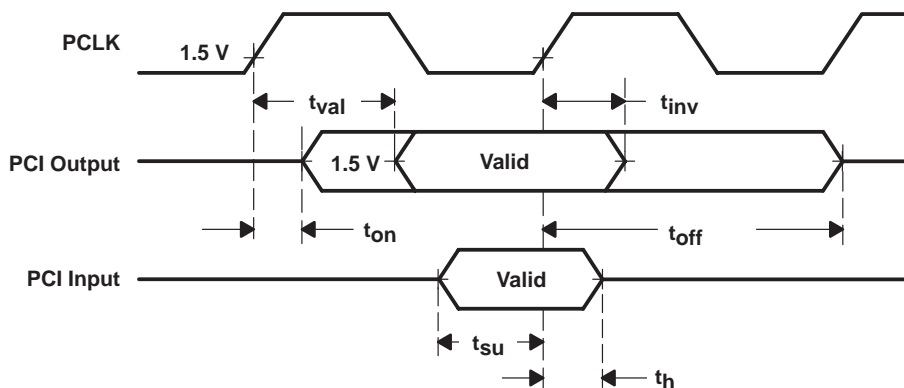 PCLK
1.5 V
tval
tinv
PCI Output
1.5 V
Valid
ton
toff
PCI Input
Valid
tsu
th